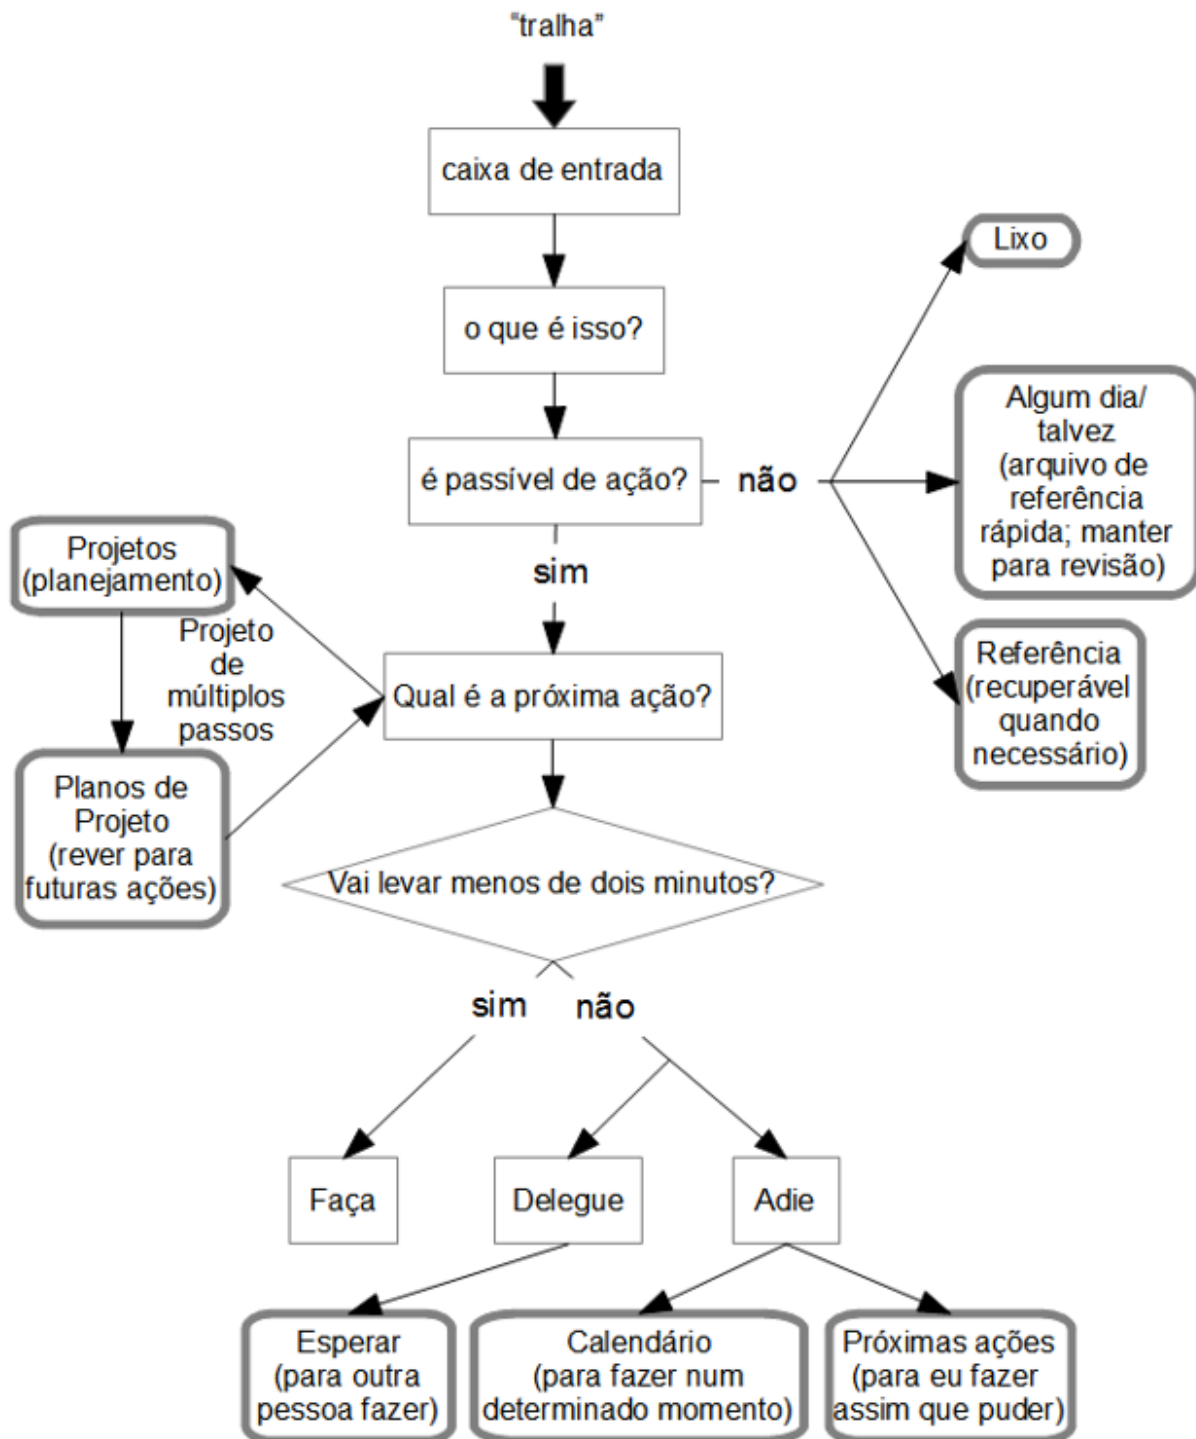 “tralha”
caixa de entrada
o que é isso?
é passível de ação?
não
Lixo
Algum dia/
talvez
(arquivo de
referência
rápida; manter
para revisão)
Referência
(recuperável
quando
necessário)
sim
Projetos
(planejamento)
Projeto
de
múltiplos
passos
Planos de
Projeto
(rever para
futuras ações)
Qual é a próxima ação?
Vai levar menos de dois minutos?
sim
não
Faça
Delegue
Adie
Esperar
(para outra
pessoa fazer)
Calendário
(para fazer num
determinado momento)
Próximas ações
(para eu fazer
assim que puder)